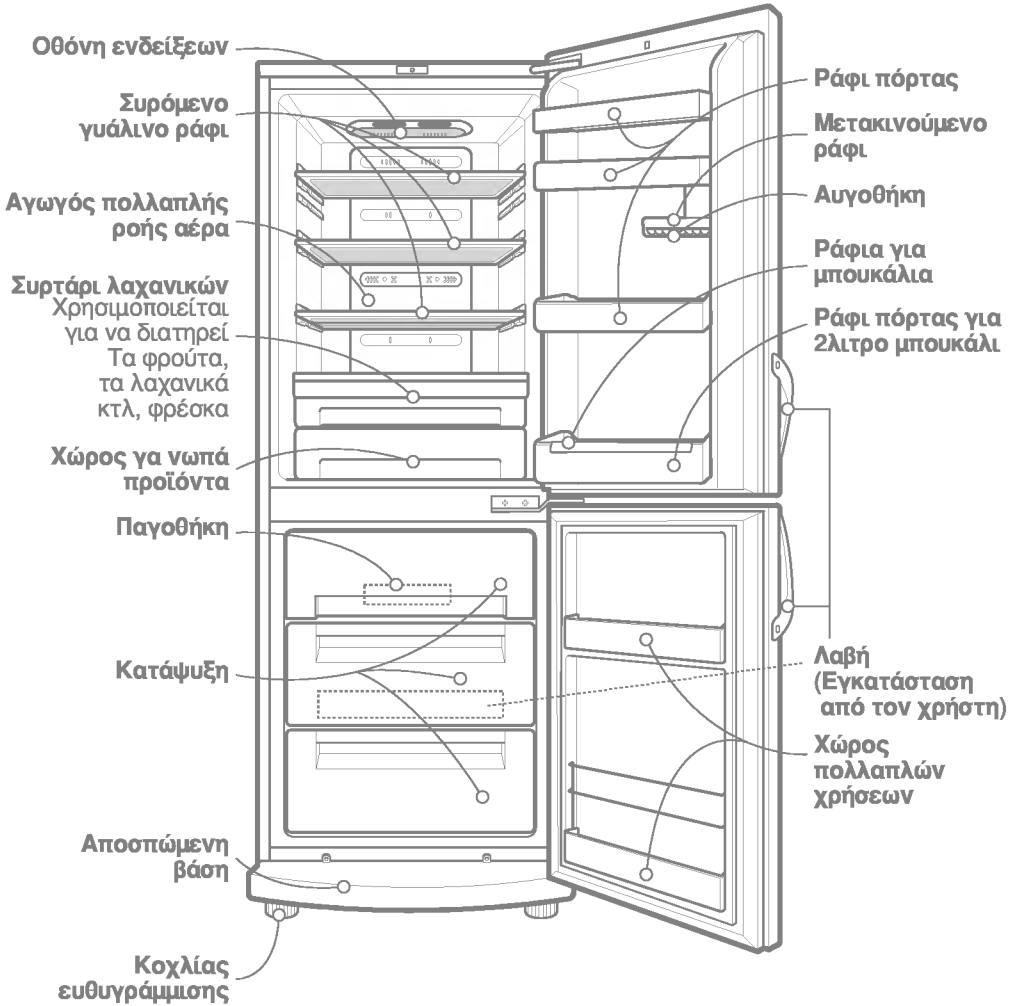 Οθόνη ενδείξεων
Συρόμενο
γυάλινο ράφι
Αγωγός πολλαπλής
ροής αέρα
Συρτάρι λαχανικών
Χρησιμοποιείται
για να διατηρεί
Τα φρούτα,
τα λαχανικά
κτλ, φρέσκα
Χώρος γα νωπά
προϊόντα
Παγοθήκη
Κατάψυξη
Αποσπώμενη
βάση
Κοχλίας
ευθυγράμμισης
Ράφι πόρτας
Μετακινούμενο
ράφι
Αυγοθήκη
Ράφια για
μπουκάλια
Ράφι πόρτας για
2λιτρο μπουκάλι
Λαβή
(Εγκατάσταση
από τον χρήστη)
Χώρος
πολλαπλών
χρήσεων